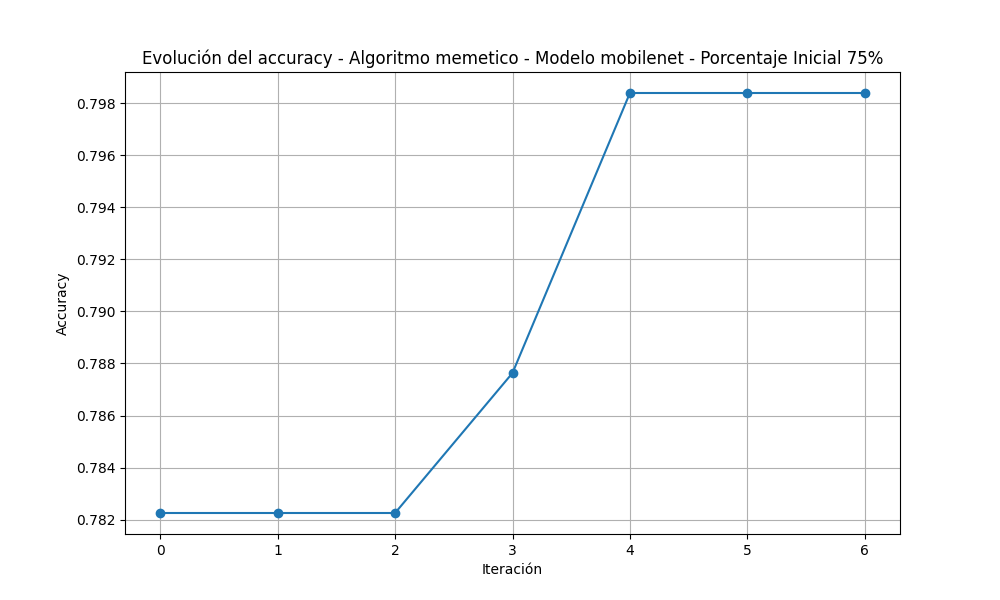 Evolución del accuracy - Algoritmo memetico - Modelo mobilenet - Porcentaje Inicial 75%
0.798
0.796
0.794
0.792
0.790
0.788
0.786
0.784
0.782
Accuracy
0 1 2 3 4 5 6
Iteración